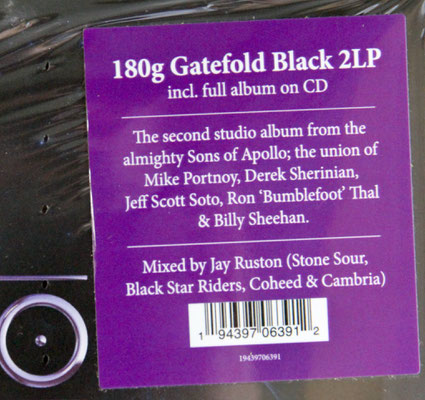 180g Gatefold Black 2LP
incl. full album on CD
The second studio album from the
almighty Sons of Apollo; the union of
Mike Portnoy, Derek Sherinian,
Jeff Scott Soto, Ron ‘Bumblefoot’ Thal
& Billy Sheehan.
Mixed by Jay Ruston (Stone Sour,
Black Star Riders, Coheed & Cambria)
1 94397 06391 2
19439706391